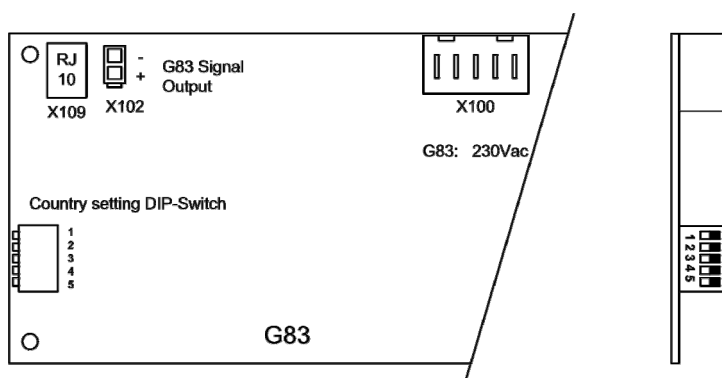 RJ
10
X109
-
+
X102
G83 Signal
Output
X100
G83: 230Vac
Country setting DIP-Switch
1
2
3
4
5
G83
1 2 3 4 5